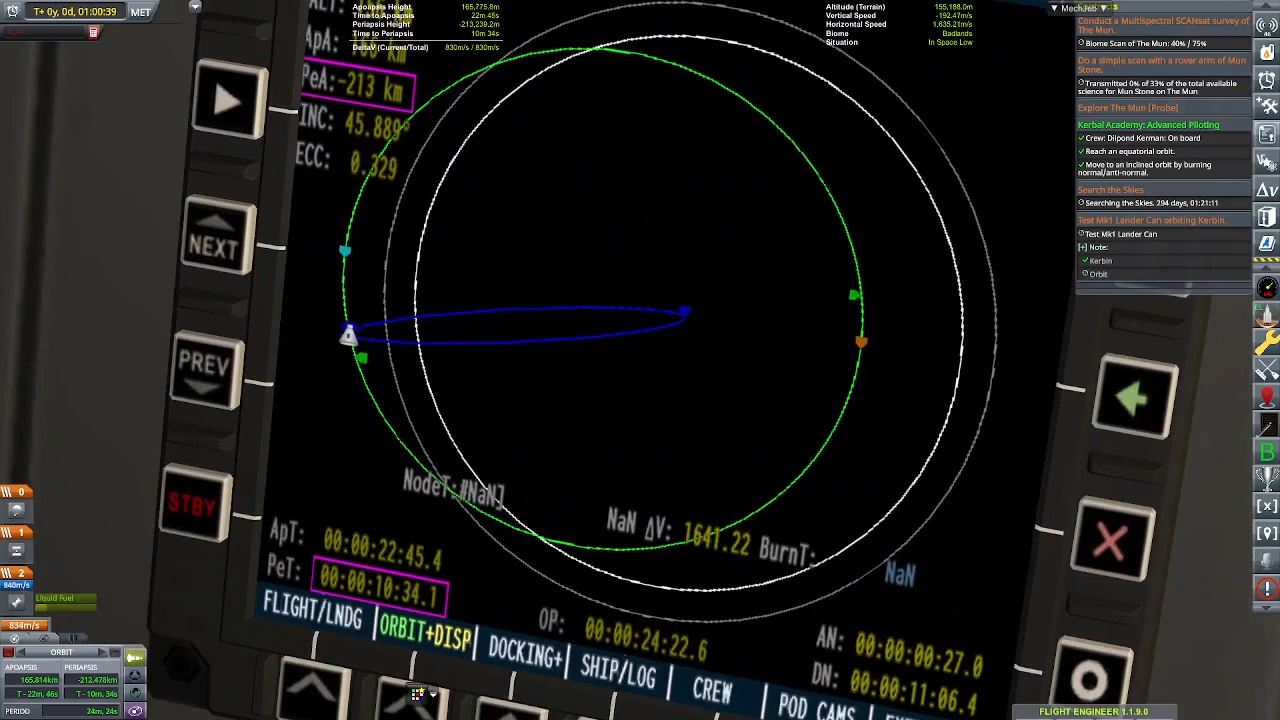 T+ 0y, 0d, 01:00:39 MET
Apoapsis Height 165,775.8m
Time to Apoapsis 22m 45s
Periapsis Height -213,239.2m
Time to Periapsis 10m 34s
DeltaV (Current/Total) 830m/s / 830m/s
Altitude (Terrain) 155,188.0m
Vertical Speed -192.47m/s
Horizontal Speed 1,635.21m/s
Biome Badlands
Situation In Space Low
MechJeb
Conduct a Multispectral SCANsat survey of
The Mun.
Biome Scan of The Mun: 40% / 75%
Do a simple scan with a rover arm of Mun
Stone.
Transmitted 0% of 33% of the total available
science for Mun Stone on The Mun
Explore The Mun (Probe)
Kerbal Academy: Advanced Piloting
Crew: Dilpond Kerman: On board
Reach an equatorial orbit.
Move to an inclined orbit by burning
normal/anti-normal.
Search the Skies
Searching the Skies. 294 days, 01:21:11
Test Mk1 Lander Can orbiting Kerbin.
Test Mk1 Lander Can
[+] Note:
Kerbin
Orbit
ApA: 166 km
PeA:-213 km
INC: 45.889°
ECC: 0.329
NEXT
PREV
STBY
NodeT:#NaN]
NaN ΔV: 1641.22 BurnT:
NaN
ApT: 00:00:22:45.4
PeT: 00:00:10:34.1
OP: 00:00:24:22.6
AN: 00:00:00:27.0
DN: 00:00:11:06.4
FLIGHT/LNDG ORBIT+DISP DOCKING+ SHIP/LOG CREW POD CAMS
0
1
2
840m/s
Liquid Fuel
834m/s
ORBIT
APOAPSIS PERIAPSIS
165.814km -212.478km
T - 22m, 46s T - 10m, 34s
PERIOD 24m, 24s
Δv
B
[x]
FLIGHT ENGINEER 1.1.9.0